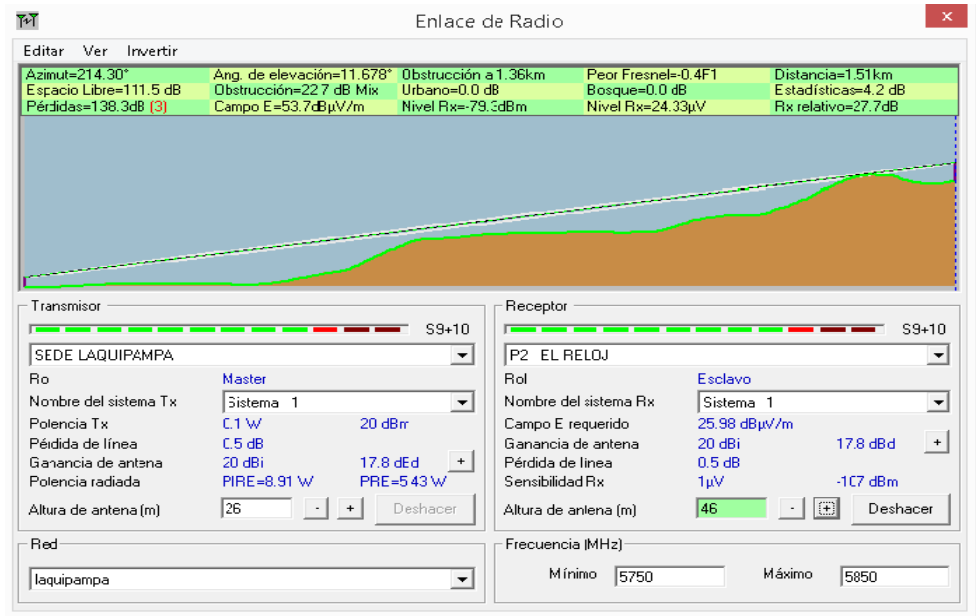 Enlace de Radio
Editar Ver Invertir
Azimut=214.30° Ang. de elevación=11.678° Obstrucción a 1.36km Peor Fresnel=-0.4F1 Distancia=1.51km
Espacio Libre=111.5 dB Obstrucción=22.7 dB Mix Urbano=0.0 dB Bosque=0.0 dB Estadísticas=4.2 dB
Pérdidas=138.3dB (3) Campo E=53.7dBµV/m Nivel Rx=-79.3dBm Nivel Rx=24.33µV Rx relativo=27.7dB
Transmisor
S9+10
SEDE LAQUIPAMPA
Ro Master
Nombre del sistema Tx Sistema 1
Potencia Tx 0.1 W 20 dBm
Pérdida de línea 0.5 dB
Ganancia de antena 20 dBi 17.8 dBd +
Potencia radiada PIRE=8.91 W PRE=5.43 W
Altura de antena (m) 26 - + Deshacer
Red
laquipampa
Receptor
S9+10
P2 EL RELOJ
Rol Esclavo
Nombre del sistema Rx Sistema 1
Campo E requerido 25.98 dBµV/m
Ganancia de antena 20 dBi 17.8 dBd +
Pérdida de línea 0.5 dB
Sensibilidad Rx 1µV -107 dBm
Altura de antena (m) 46 - + Deshacer
Frecuencia (MHz)
Mínimo 5750 Máximo 5850